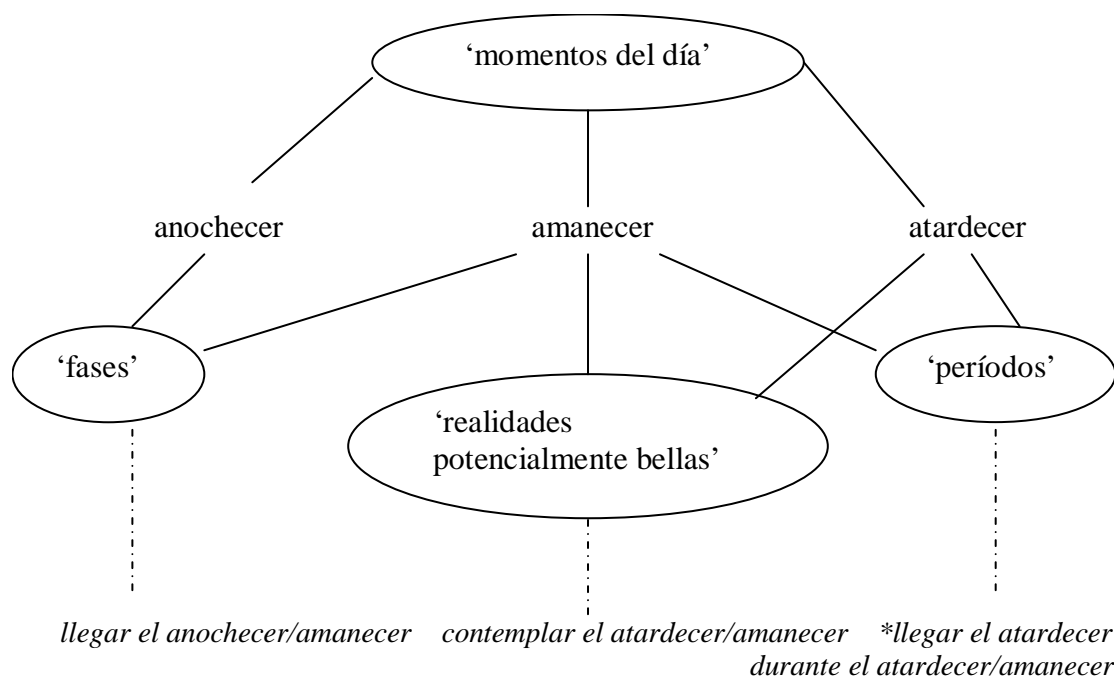 ‘momentos del día’
anochecer amanecer atardecer
‘fases’ ‘períodos’
‘realidades
potencialmente bellas’
llegar el anochecer/amanecer contemplar el atardecer/amanecer *llegar el atardecer
durante el atardecer/amanecer